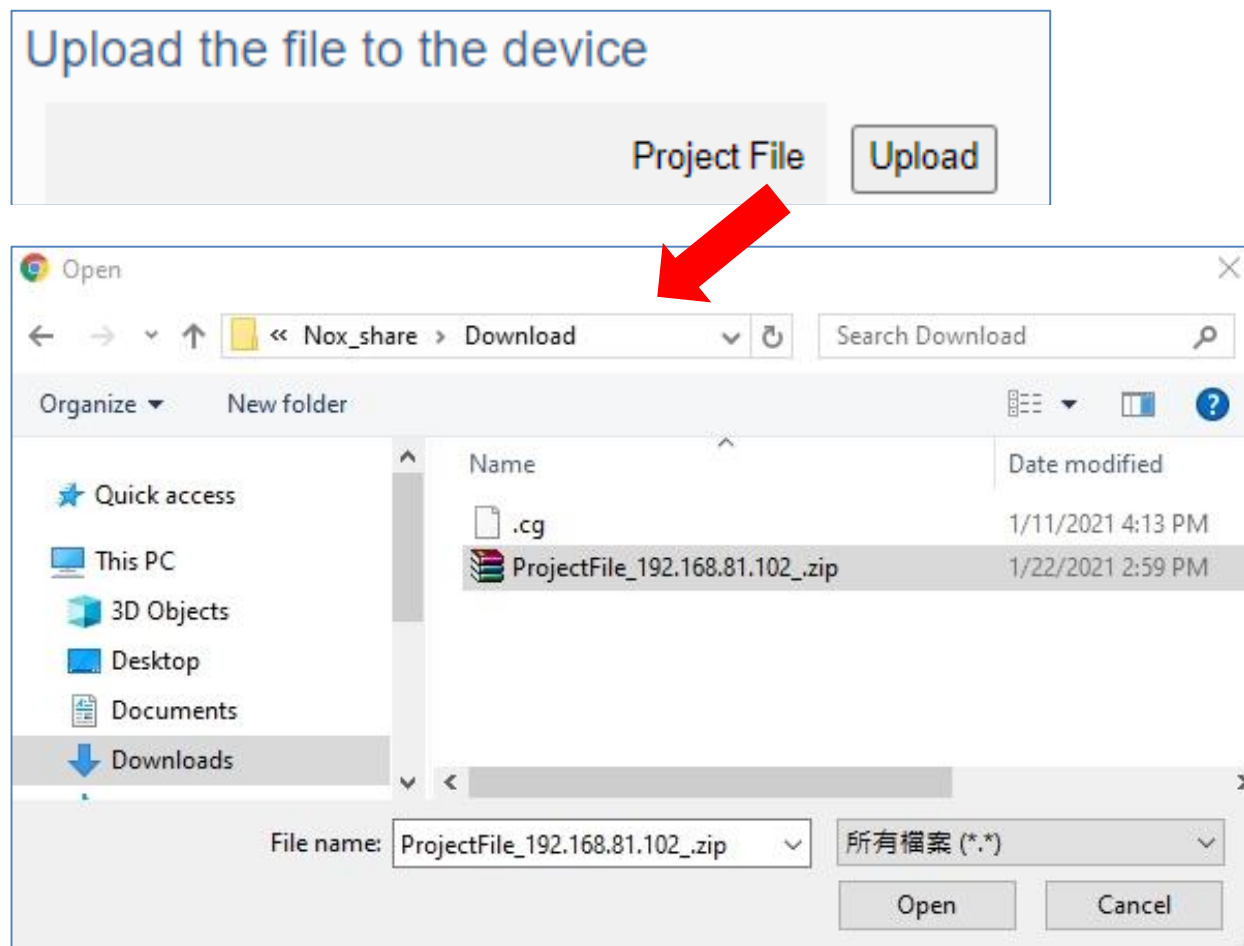 Upload the file to the device
Project File Upload
Open
« Nox_share › Download Search Download
Organize New folder
Name Date modified
Quick access
.cg 1/11/2021 4:13 PM
This PC
ProjectFile_192.168.81.102_.zip 1/22/2021 2:59 PM
3D Objects
Desktop
Documents
Downloads
File name: ProjectFile_192.168.81.102_.zip 所有檔案 (*.*)
Open Cancel